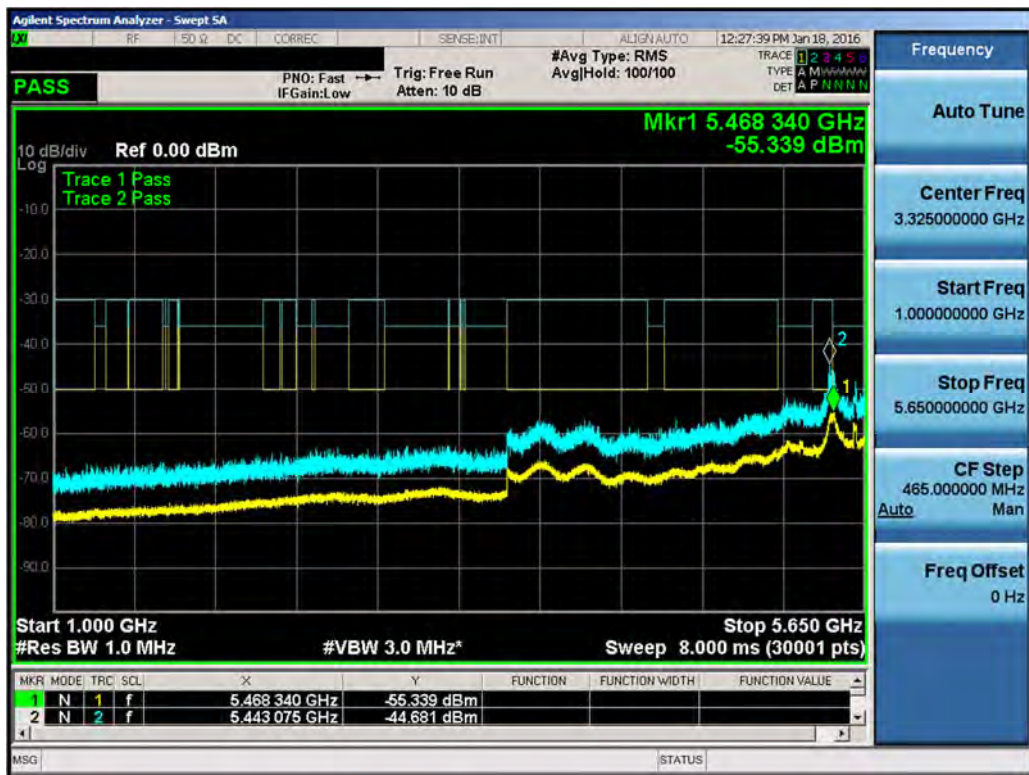 Agilent Spectrum Analyzer - Swept SA
LXI RF 50 Ω DC CORREC SENSE:INT ALIGN AUTO 12:27:39 PM Jan 18, 2016
Frequency
#Avg Type: RMS TRACE 1 2 3 4 5 6
PNO: Fast Trig: Free Run Avg|Hold: 100/100 TYPE A M W W W W
IFGain:Low Atten: 10 dB DET A P N N N N
PASS
Auto Tune
Mkr1 5.468 340 GHz
-55.339 dBm
10 dB/div Ref 0.00 dBm
Log
Trace 1 Pass
Trace 2 Pass
Center Freq
3.325000000 GHz
-10.0
-20.0
-30.0
-40.0
-50.0
-60.0
-70.0
-80.0
-90.0
2
1
Start Freq
1.000000000 GHz
Stop Freq
5.650000000 GHz
CF Step
465.000000 MHz
Auto Man
Freq Offset
0 Hz
Start 1.000 GHz Stop 5.650 GHz
#Res BW 1.0 MHz #VBW 3.0 MHz* Sweep 8.000 ms (30001 pts)
MKR MODE TRC SCL X Y FUNCTION FUNCTION WIDTH FUNCTION VALUE
1 N 1 f 5.468 340 GHz -55.339 dBm
2 N 2 f 5.443 075 GHz -44.681 dBm
MSG STATUS